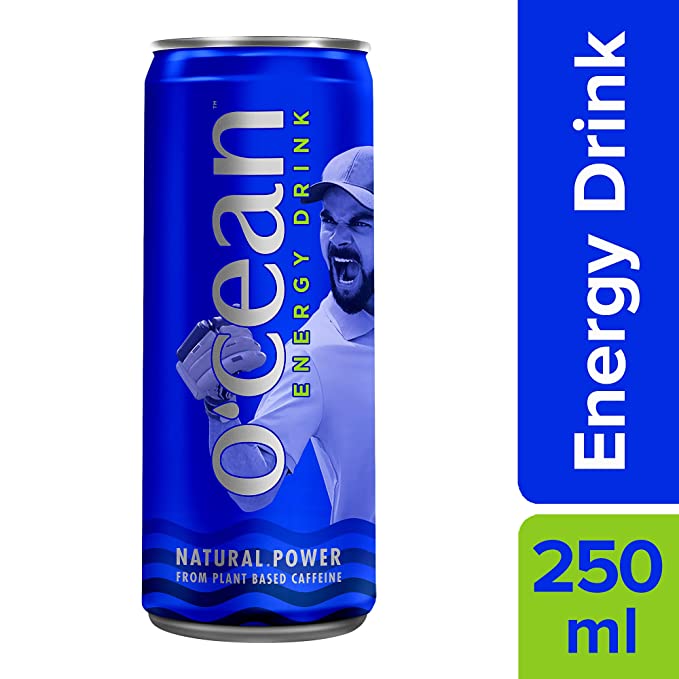 o'cean™
ENERGY DRINK
NATURAL.POWER
FROM PLANT BASED CAFFEINE
Energy Drink
250
ml